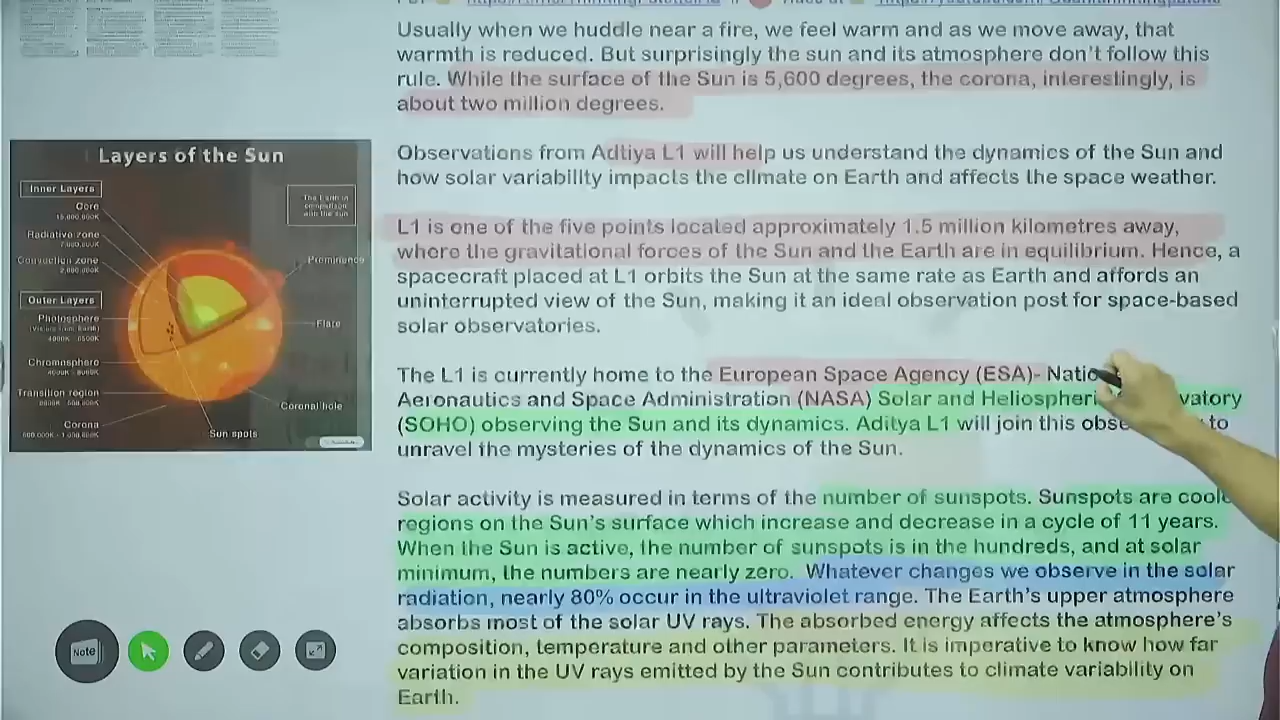 Usually when we huddle near a fire, we feel warm and as we move away, that
warmth is reduced. But surprisingly the sun and its atmosphere don't follow this
rule. While the surface of the Sun is 5,600 degrees, the corona, interestingly, is
about two million degrees.
Observations from Adtiya L1 will help us understand the dynamics of the Sun and
how solar variability impacts the climate on Earth and affects the space weather.
L1 is one of the five points located approximately 1.5 million kilometres away,
where the gravitational forces of the Sun and the Earth are in equilibrium. Hence, a
spacecraft placed at L1 orbits the Sun at the same rate as Earth and affords an
uninterrupted view of the Sun, making it an ideal observation post for space-based
solar observatories.
The L1 is currently home to the European Space Agency (ESA)- Natio
Aeronautics and Space Administration (NASA) Solar and Heliospheri vatory
(SOHO) observing the Sun and its dynamics. Aditya L1 will join this obse to
unravel the mysteries of the dynamics of the Sun.
Solar activity is measured in terms of the number of sunspots. Sunspots are coole
regions on the Sun's surface which increase and decrease in a cycle of 11 years.
When the Sun is active, the number of sunspots is in the hundreds, and at solar
minimum, the numbers are nearly zero. Whatever changes we observe in the solar
radiation, nearly 80% occur in the ultraviolet range. The Earth's upper atmosphere
absorbs most of the solar UV rays. The absorbed energy affects the atmosphere's
composition, temperature and other parameters. It is imperative to know how far
variation in the UV rays emitted by the Sun contributes to climate variability on
Earth.
Layers of the Sun
Inner Layers
Core
15,000,000K
Radiative zone
Convection zone
Outer Layers
Photosphere
Chromosphere
Transition region
Corona
The Earth in
comparison
with the sun
Prominence
Flare
Coronal hole
Sun spots
Note